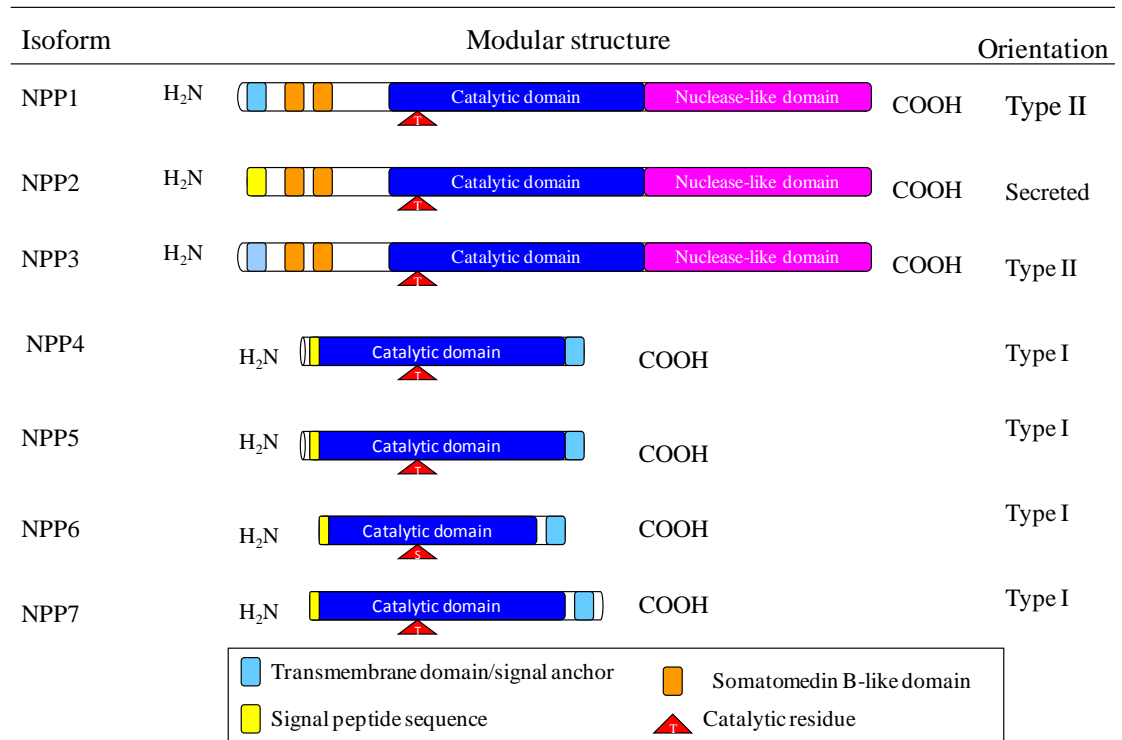 Isoform Modular structure Orientation
NPP1 H₂N Catalytic domain Nuclease-like domain COOH Type II
T
NPP2 H₂N Catalytic domain Nuclease-like domain COOH Secreted
T
NPP3 H₂N Catalytic domain Nuclease-like domain COOH Type II
T
NPP4 H₂N Catalytic domain COOH Type I
T
NPP5 H₂N Catalytic domain COOH Type I
T
NPP6 H₂N Catalytic domain COOH Type I
S
NPP7 H₂N Catalytic domain COOH Type I
T
Transmembrane domain/signal anchor Somatomedin B-like domain
Signal peptide sequence T Catalytic residue